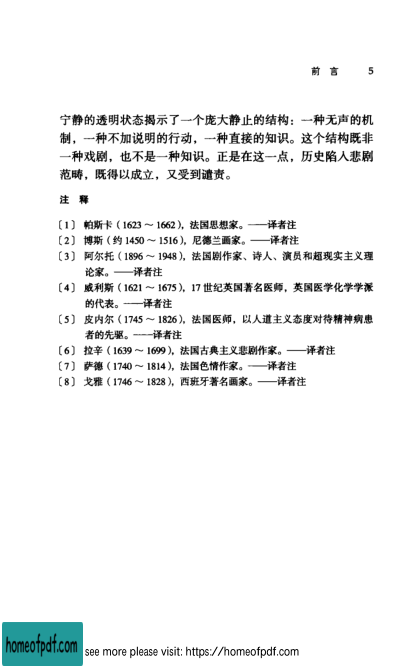 前 言 5
宁静的透明状态揭示了一个庞大静止的结构：一种无声的机
制，一种不加说明的行动，一种直接的知识。这个结构既非
一种戏剧，也不是一种知识。正是在这一点，历史陷入悲剧
范畴，既得以成立，又受到谴责。
注 释
〔1〕 帕斯卡（1623～1662），法国思想家。——译者注
〔2〕 博斯（约1450～1516），尼德兰画家。——译者注
〔3〕 阿尔托（1896～1948），法国剧作家、诗人、演员和超现实主义理
论家。——译者注
〔4〕 威利斯（1621～1675），17世纪英国著名医师，英国医学化学学派
的代表。——译者注
〔5〕 皮内尔（1745～1826），法国医师，以人道主义态度对待精神病患
者的先驱。——译者注
〔6〕 拉辛（1639～1699），法国古典主义悲剧作家。——译者注
〔7〕 萨德（1740～1814），法国色情作家。——译者注
〔8〕 戈雅（1746～1828），西班牙著名画家。——译者注
homeofpdf.com
see more please visit: https://homeofpdf.com